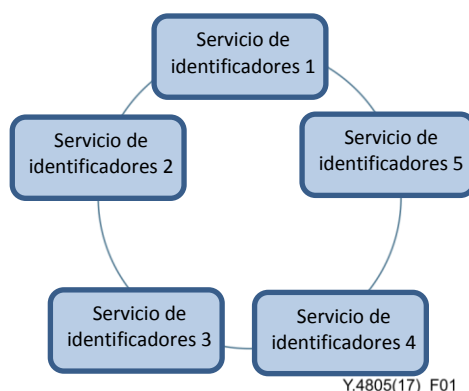 Servicio de
identificadores 1
Servicio de
identificadores 2
Servicio de
identificadores 5
Servicio de
identificadores 3
Servicio de
identificadores 4
Y.4805(17)_F01